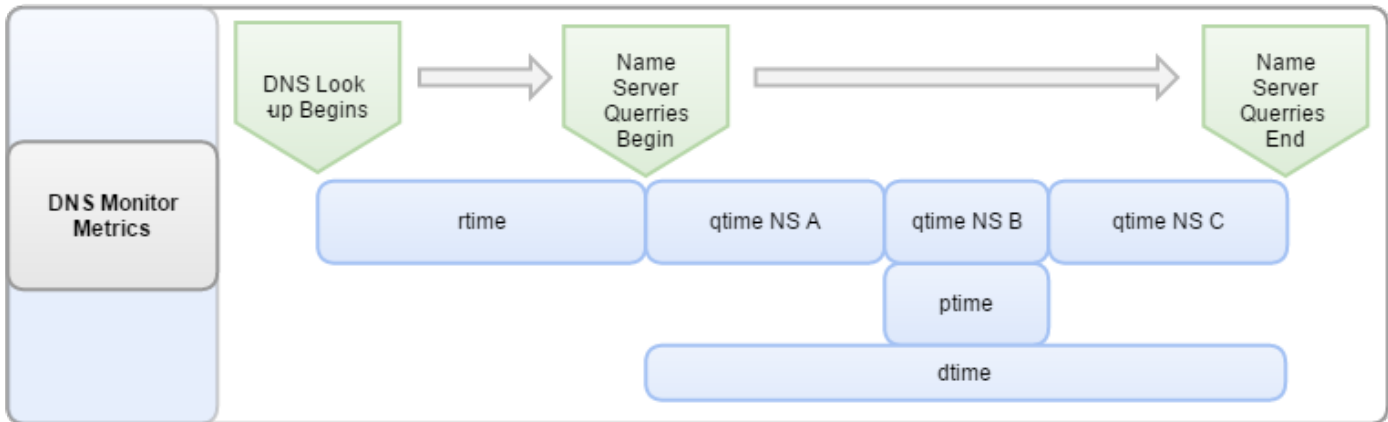 DNS Look
-up Begins
Name
Server
Querries
Begin
Name
Server
Querries
End
DNS Monitor
Metrics
rtime
qtime NS A
qtime NS B
qtime NS C
ptime
dtime